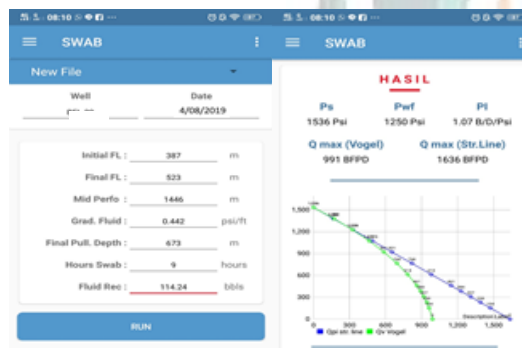 08:10
SWAB
New File
Well Date
4/08/2019
Initial FL : 387 m
Final FL : 523 m
Mid Perfo : 1446 m
Grad. Fluid : 0.442 psi/ft
Final Pull. Depth : 673 m
Hours Swab : 9 hours
Fluid Rec : 114.24 bbls
RUN
08:10
SWAB
HASIL
Ps Pwf PI
1536 Psi 1250 Psi 1.07 B/D/Psi
Q max (Vogel) Q max (Str.Line)
991 BFPD 1636 BFPD
1,500
1,200
900
600
300
0
0 300 600 900 1,200 1,500
Description Label
Qpi str. line Qv Vogel